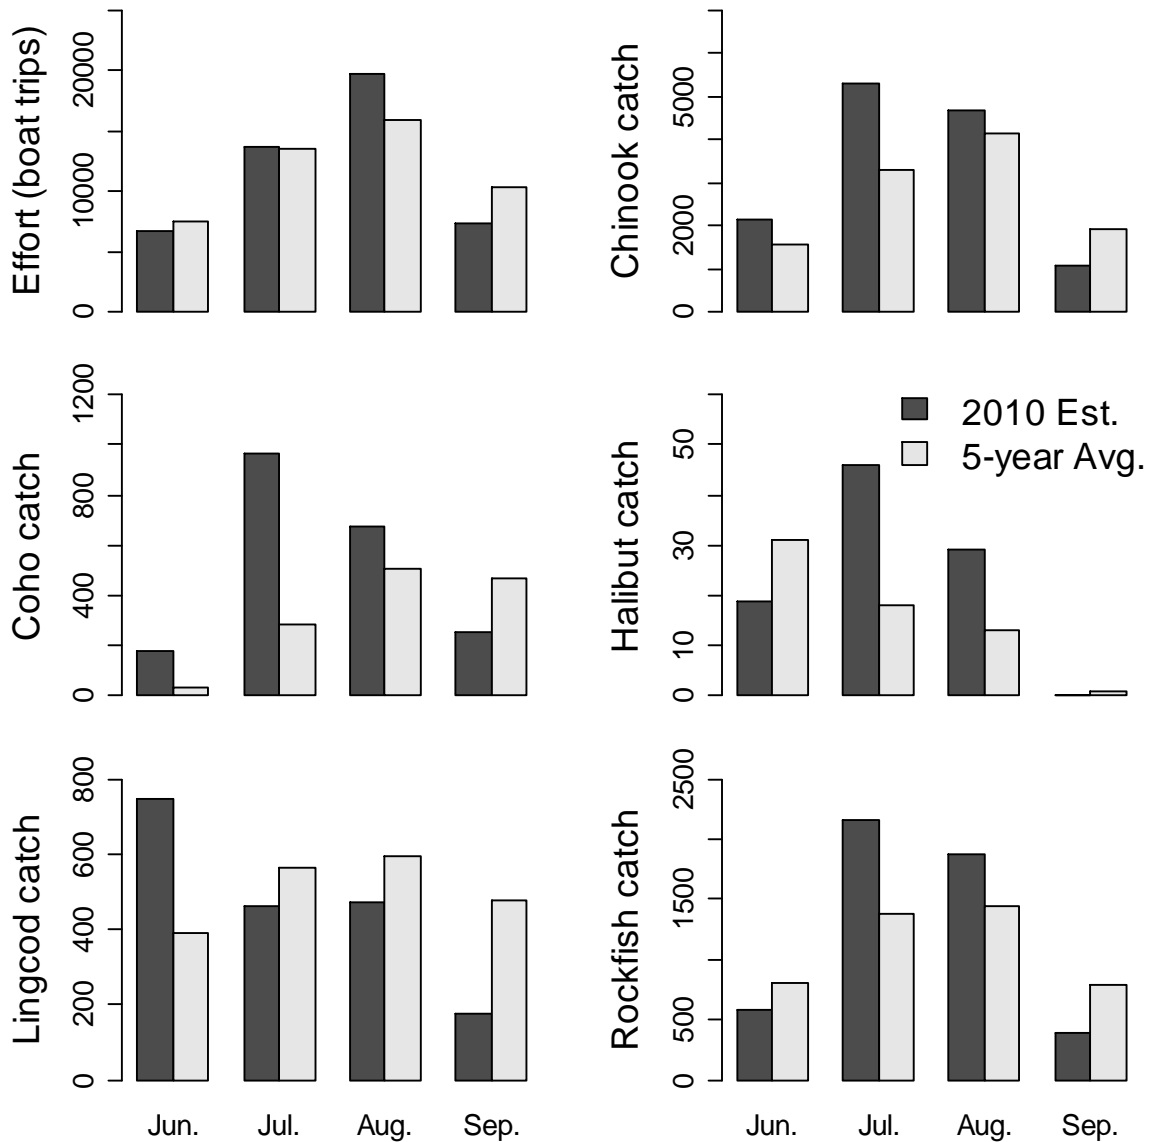 Effort (boat trips)
20000
10000
0
Chinook catch
5000
2000
0
Coho catch
1200
800
400
0
Halibut catch
50
30
10
0
2010 Est.
5-year Avg.
Lingcod catch
800
600
400
200
0
Rockfish catch
2500
1500
500
0
Jun. Jul. Aug. Sep.
Jun. Jul. Aug. Sep.